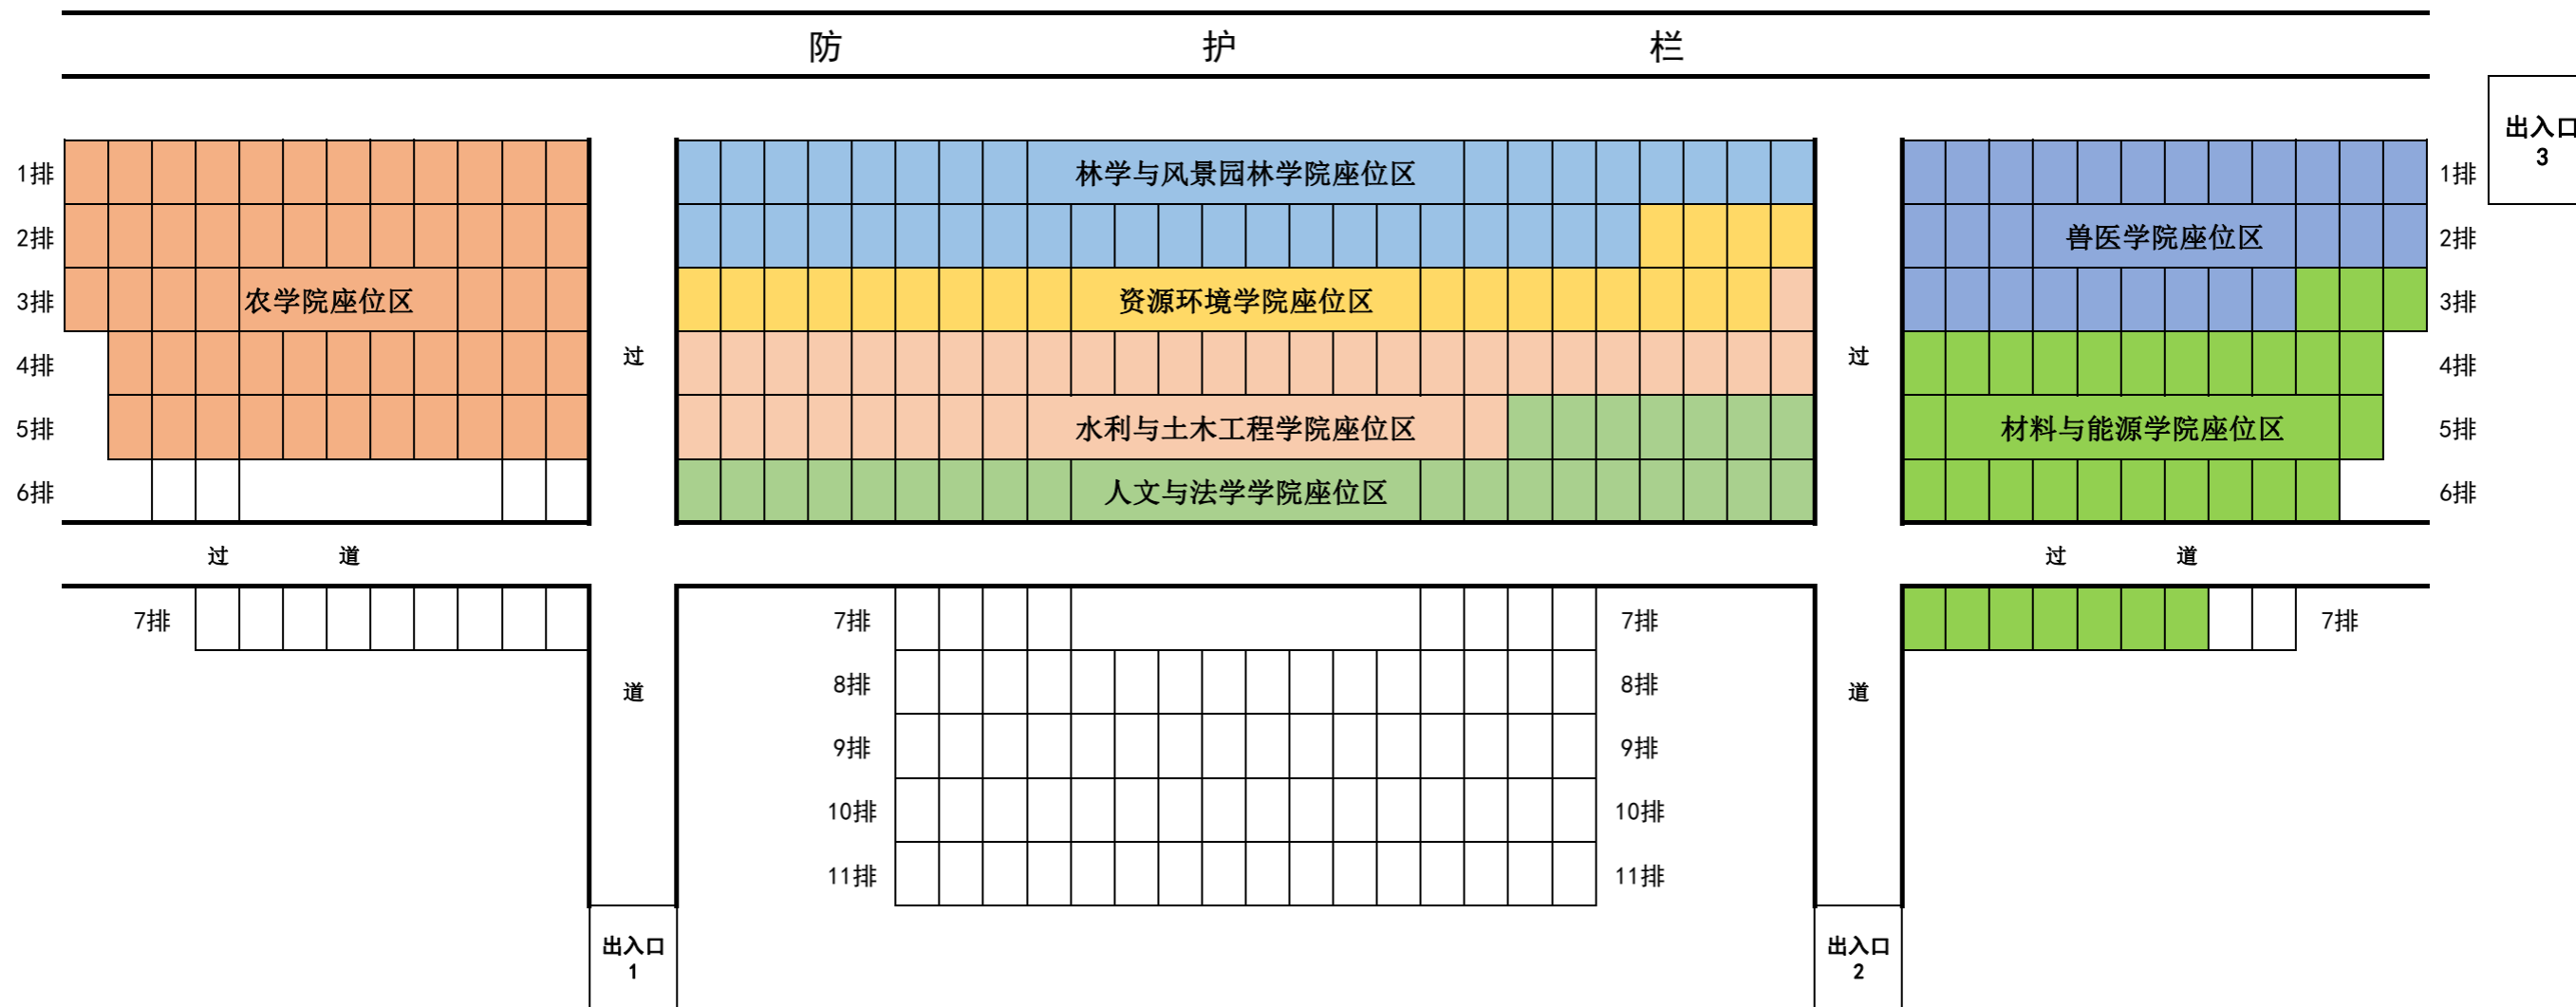 防 护 栏
出入口
3
1排 林学与风景园林学院座位区 1排
2排 兽医学院座位区 2排
3排 农学院座位区 资源环境学院座位区 3排
4排 过 过 4排
5排 水利与土木工程学院座位区 材料与能源学院座位区 5排
6排 人文与法学学院座位区 6排
过 道 过 道
7排 7排 7排 7排
8排 道 8排 道
9排 9排
10排 10排
11排 11排
出入口
1
出入口
2